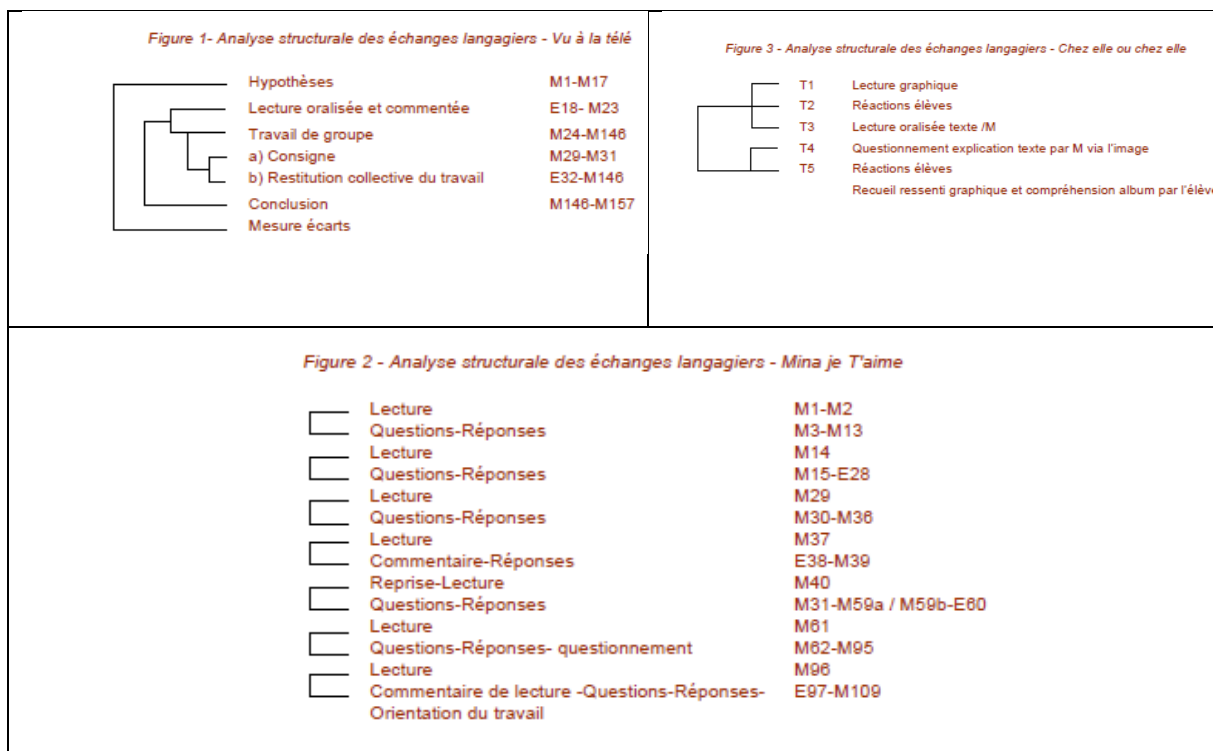 Figure 1- Analyse structurale des échanges langagiers - Vu à la télé
Hypothèses M1-M17
Lecture oralisée et commentée E18- M23
Travail de groupe M24-M146
a) Consigne M29-M31
b) Restitution collective du travail E32-M146
Conclusion M146-M157
Mesure écarts
Figure 3 - Analyse structurale des échanges langagiers - Chez elle ou chez elle
T1 Lecture graphique
T2 Réactions élèves
T3 Lecture oralisée texte /M
T4 Questionnement explication texte par M via l'image
T5 Réactions élèves
Recueil ressenti graphique et compréhension album par l'élèv
Figure 2 - Analyse structurale des échanges langagiers - Mina je T'aime
Lecture M1-M2
Questions-Réponses M3-M13
Lecture M14
Questions-Réponses M15-E28
Lecture M29
Questions-Réponses M30-M36
Lecture M37
Commentaire-Réponses E38-M39
Reprise-Lecture M40
Questions-Réponses M31-M59a / M59b-E60
Lecture M61
Questions-Réponses- questionnement M62-M95
Lecture M96
Commentaire de lecture -Questions-Réponses- E97-M109
Orientation du travail